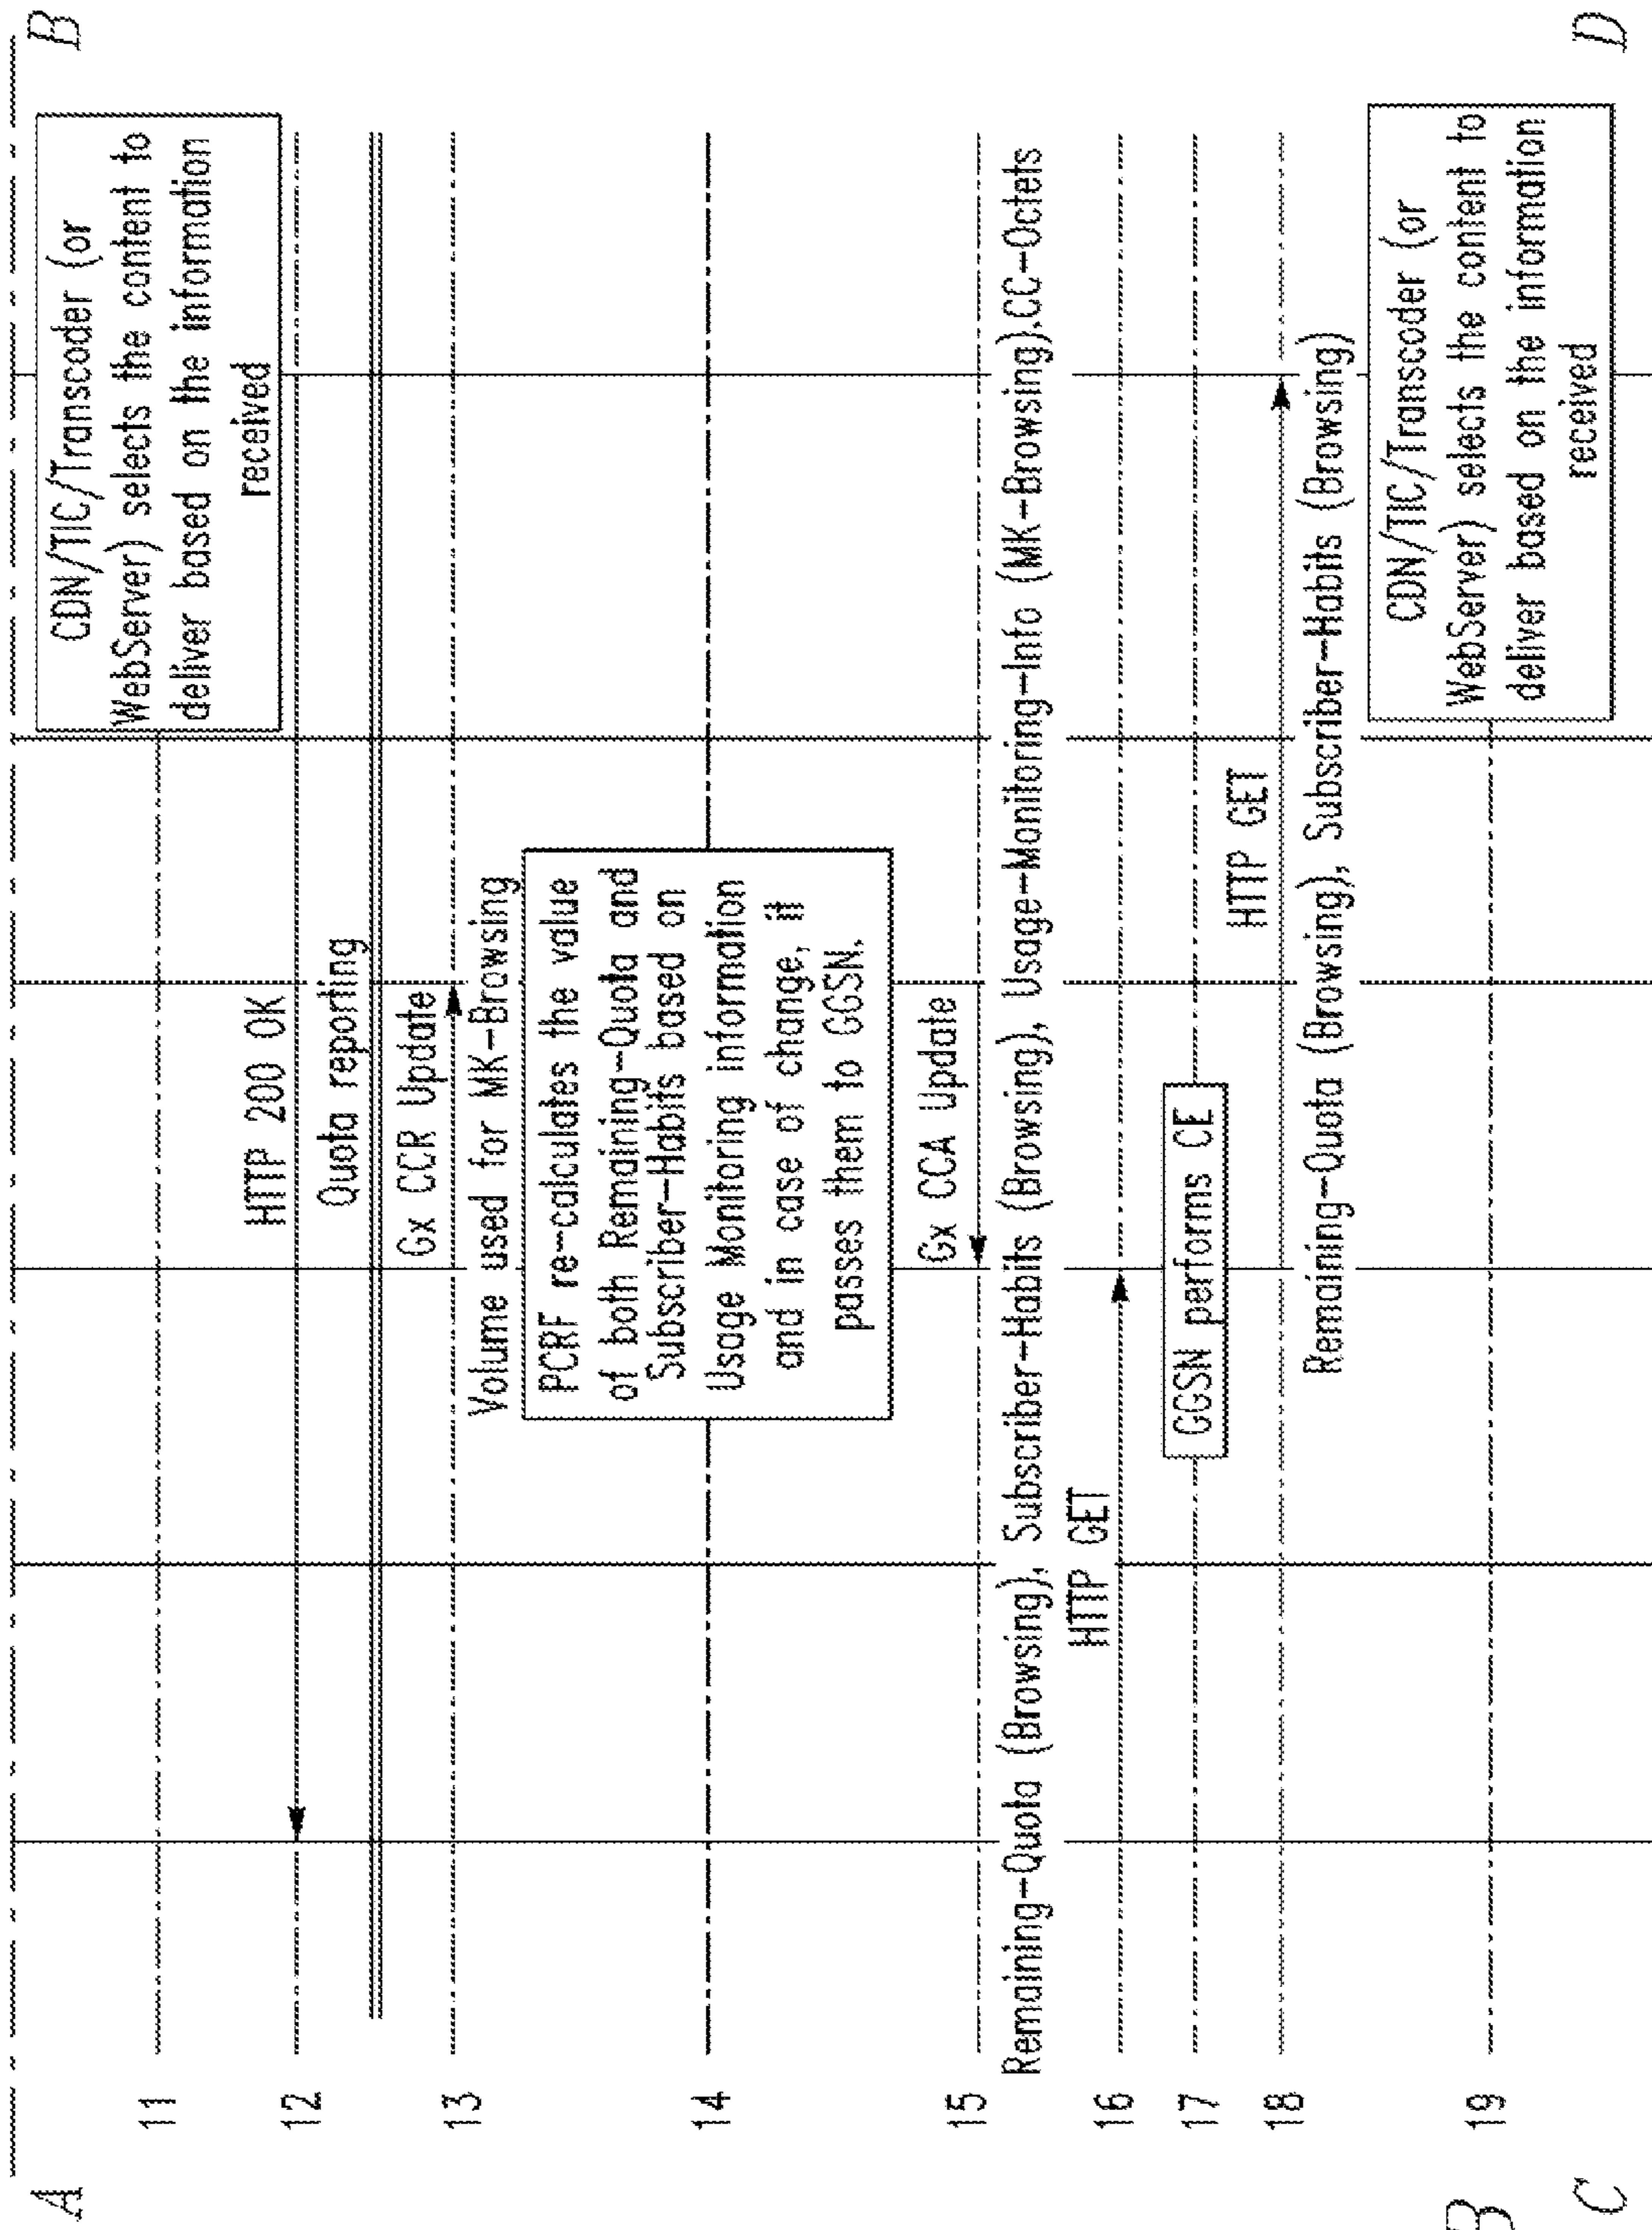 A
B
11
CDN/TIC/Transcoder (or
WebServer) selects the content to
deliver based on the information
received
12
HTTP 200 OK
Quota reporting
13
Gx CCR Update
Volume used for MK-Browsing
14
PCRF re-calculates the value
of both Remaining-Quota and
Subscriber-Habits based on
Usage Monitoring information
and in case of change, it
passes them to GGSN.
15
Gx CCA Update
Remaining-Quota (Browsing), Subscriber-Habits (Browsing), Usage-Monitoring-Info (MK-Browsing).CC-Octets
16
HTTP GET
17
GGSN performs CE
18
HTTP GET
Remaining-Quota (Browsing), Subscriber-Habits (Browsing)
19
CDN/TIC/Transcoder (or
WebServer) selects the content to
deliver based on the information
received
C
D